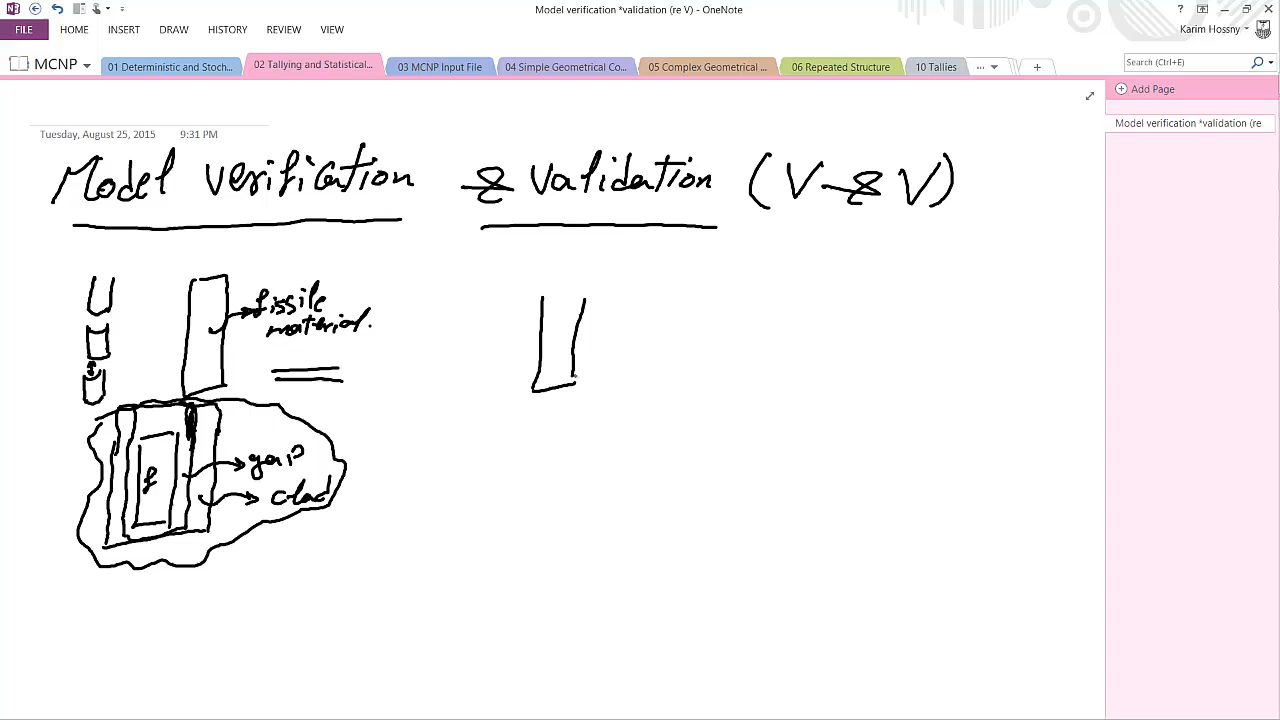 Model verification *validation (re V) - OneNote
FILE HOME INSERT DRAW HISTORY REVIEW VIEW
Karim Hossny
MCNP
01 Deterministic and Stoch...
02 Tallying and Statistical...
03 MCNP Input File
04 Simple Geometrical Co...
05 Complex Geometrical ...
06 Repeated Structure
10 Tallies
...
Search (Ctrl+E)
Add Page
Model verification *validation (re
Tuesday, August 25, 2015 9:31 PM
Model verification & validation (V & V)
fissile
material.
f
gap
clad